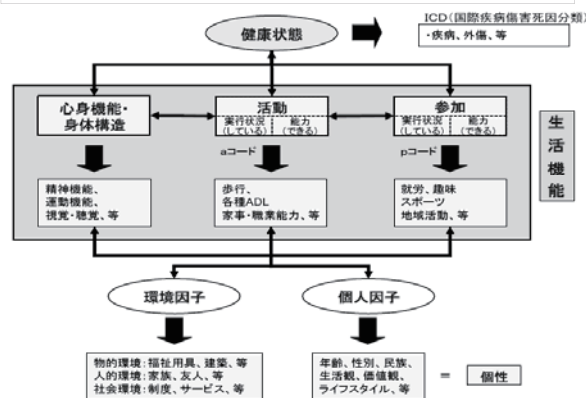 健康状態
ICD(国際疾病傷害死因分類)
・疾病、外傷、等
心身機能・
身体構造
活動
実行状況
(している)
能力
(できる)
参加
実行状況
(している)
能力
(できる)
生活機能
aコード
pコード
精神機能、
運動機能、
視覚・聴覚、等
歩行、
各種ADL
家事・職業能力、等
就労、趣味
スポーツ
地域活動、等
環境因子
個人因子
物的環境:福祉用具、建築、等
人的環境:家族、友人、等
社会環境:制度、サービス、等
年齢、性別、民族、
生活観、価値観、
ライフスタイル、等
=
個性